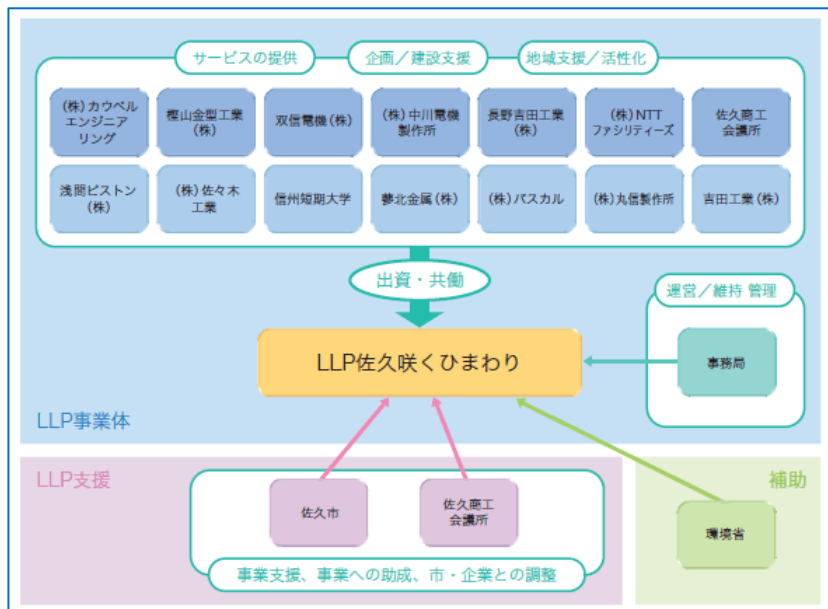 サービスの提供
企画／建設支援
地域支援／活性化
(株)カウベル
エンジニア
リング
樫山金型工業
(株)
双信電機(株)
(株)中川電機
製作所
長野吉田工業
(株)
(株)NTT
ファシリティーズ
佐久商工
会議所
浅間ピストン
(株)
(株)佐々木
工業
信州短期大学
夢北金属(株)
(株)パスカル
(株)丸信製作所
吉田工業(株)
出資・共働
運営／維持 管理
LLP佐久咲くひまわり
事務局
LLP事業体
LLP支援
補助
佐久市
佐久商工
会議所
環境省
事業支援、事業への助成、市・企業との調整